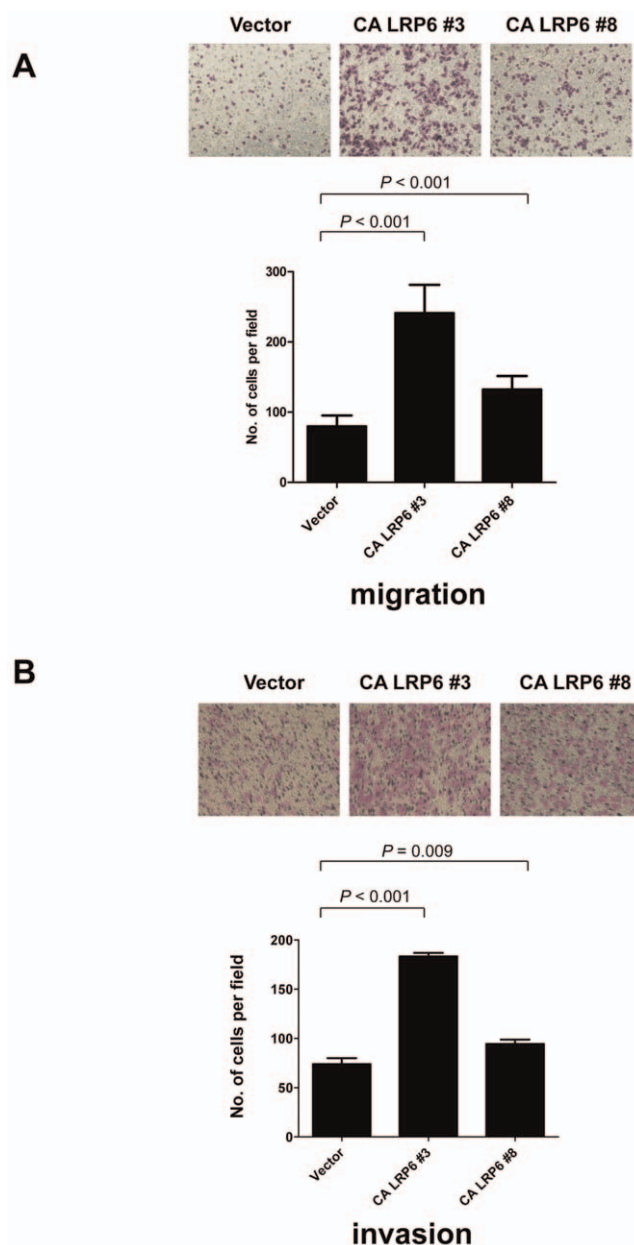 A
Vector CA LRP6 #3 CA LRP6 #8
P < 0.001
P < 0.001
300
200
100
0
No. of cells per field
Vector
CA LRP6 #3
CA LRP6 #8
migration
B
Vector CA LRP6 #3 CA LRP6 #8
P = 0.009
P < 0.001
200
150
100
50
0
No. of cells per field
Vector
CA LRP6 #3
CA LRP6 #8
invasion